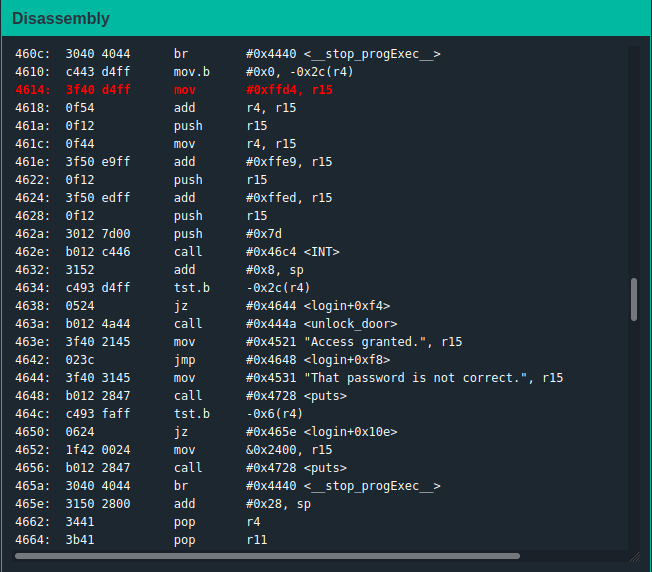 Disassembly
460c: 3040 4044 br #0x4440 <__stop_progExec__>
4610: c443 d4ff mov.b #0x0, -0x2c(r4)
4614: 3f40 d4ff mov #0xffd4, r15
4618: 0f54 add r4, r15
461a: 0f12 push r15
461c: 0f44 mov r4, r15
461e: 3f50 e9ff add #0xffe9, r15
4622: 0f12 push r15
4624: 3f50 edff add #0xffed, r15
4628: 0f12 push r15
462a: 3012 7d00 push #0x7d
462e: b012 c446 call #0x46c4 <INT>
4632: 3152 add #0x8, sp
4634: c493 d4ff tst.b -0x2c(r4)
4638: 0524 jz #0x4644 <login+0xf4>
463a: b012 4a44 call #0x444a <unlock_door>
463e: 3f40 2145 mov #0x4521 "Access granted.", r15
4642: 023c jmp #0x4648 <login+0xf8>
4644: 3f40 3145 mov #0x4531 "That password is not correct.", r15
4648: b012 2847 call #0x4728 <puts>
464c: c493 faff tst.b -0x6(r4)
4650: 0624 jz #0x465e <login+0x10e>
4652: 1f42 0024 mov &0x2400, r15
4656: b012 2847 call #0x4728 <puts>
465a: 3040 4044 br #0x4440 <__stop_progExec__>
465e: 3150 2800 add #0x28, sp
4662: 3441 pop r4
4664: 3b41 pop r11